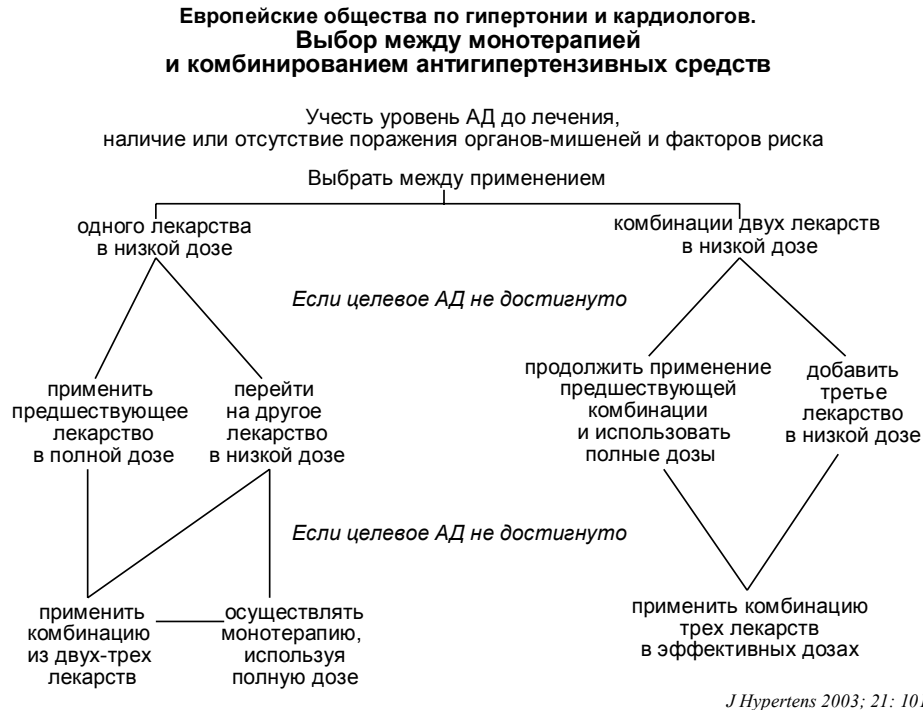 Европейские общества по гипертонии и кардиологов.
Выбор между монотерапией
и комбинированием антигипертензивных средств
Учесть уровень АД до лечения,
наличие или отсутствие поражения органов-мишеней и факторов риска
Выбрать между применением
одного лекарства
в низкой дозе
комбинации двух лекарств
в низкой дозе
Если целевое АД не достигнуто
применить
предшествующее
лекарство
в полной дозе
перейти
на другое
лекарство
в низкой дозе
продолжить применение
предшествующей
комбинации
и использовать
полные дозы
добавить
третье
лекарство
в низкой дозе
Если целевое АД не достигнуто
применить
комбинацию
из двух-трех
лекарств
осуществлять
монотерапию,
используя
полную дозу
применить комбинацию
трех лекарств
в эффективных дозах
J Hypertens 2003; 21: